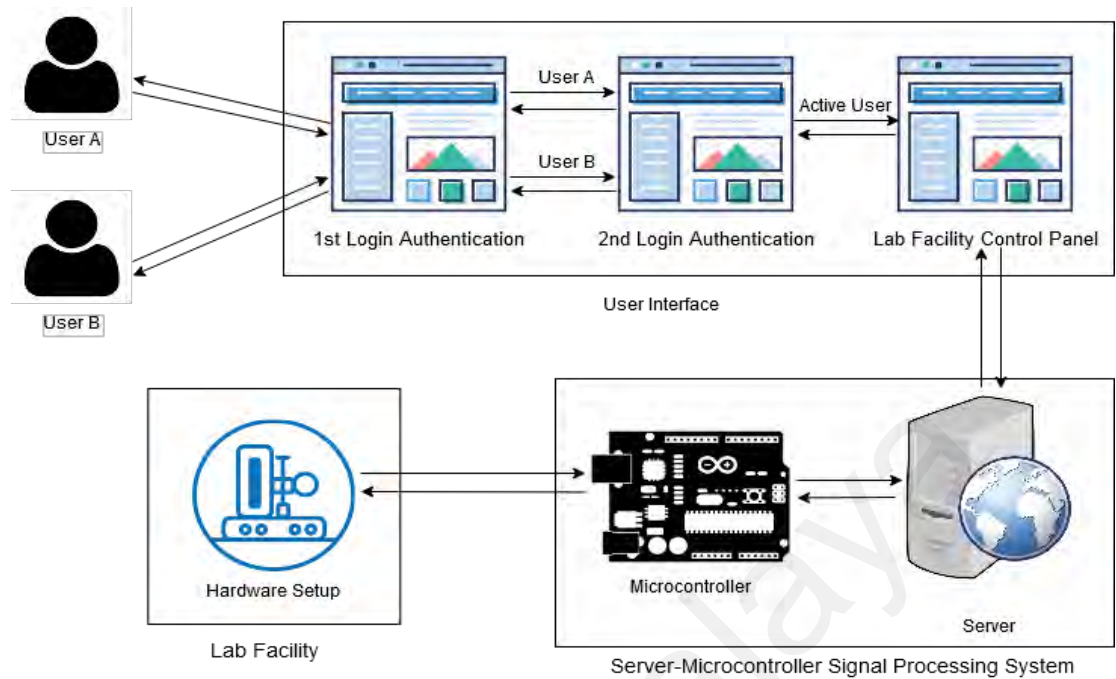 User A
User B
User A
User B
Active User
1st Login Authentication
2nd Login Authentication
Lab Facility Control Panel
User Interface
Hardware Setup
Lab Facility
Microcontroller
Server
Server-Microcontroller Signal Processing System